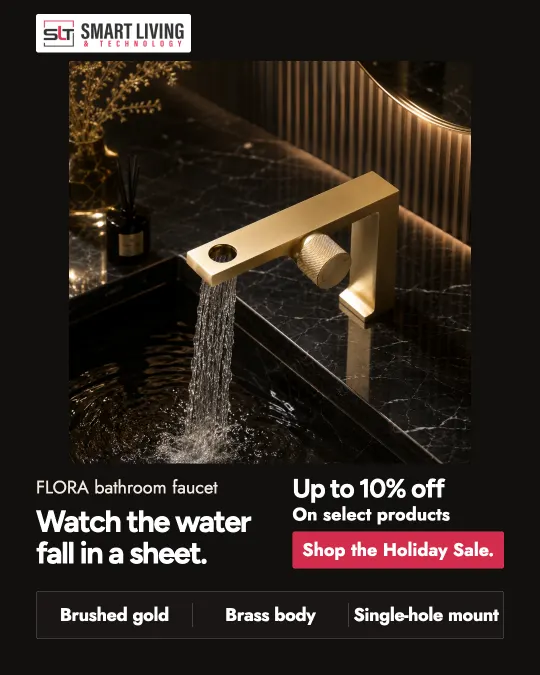 SLT SMART LIVING
& TECHNOLOGY
FLORA bathroom faucet
Watch the water
fall in a sheet.
Up to 10% off
On select products
Shop the Holiday Sale.
Brushed gold
Brass body
Single-hole mount